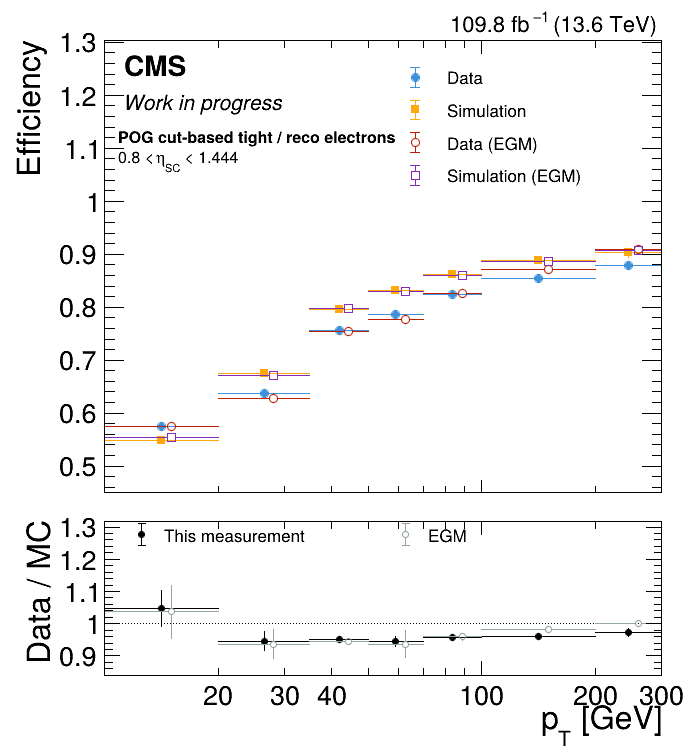 109.8 fb⁻¹ (13.6 TeV)
Efficiency
CMS
Work in progress
POG cut-based tight / reco electrons
0.8 < η_SC < 1.444
Data
Simulation
Data (EGM)
Simulation (EGM)
1.3
1.2
1.1
1
0.9
0.8
0.7
0.6
0.5
Data / MC
This measurement
EGM
1.3
1.2
1.1
1
0.9
20 30 40 100 200 300
p_T [GeV]